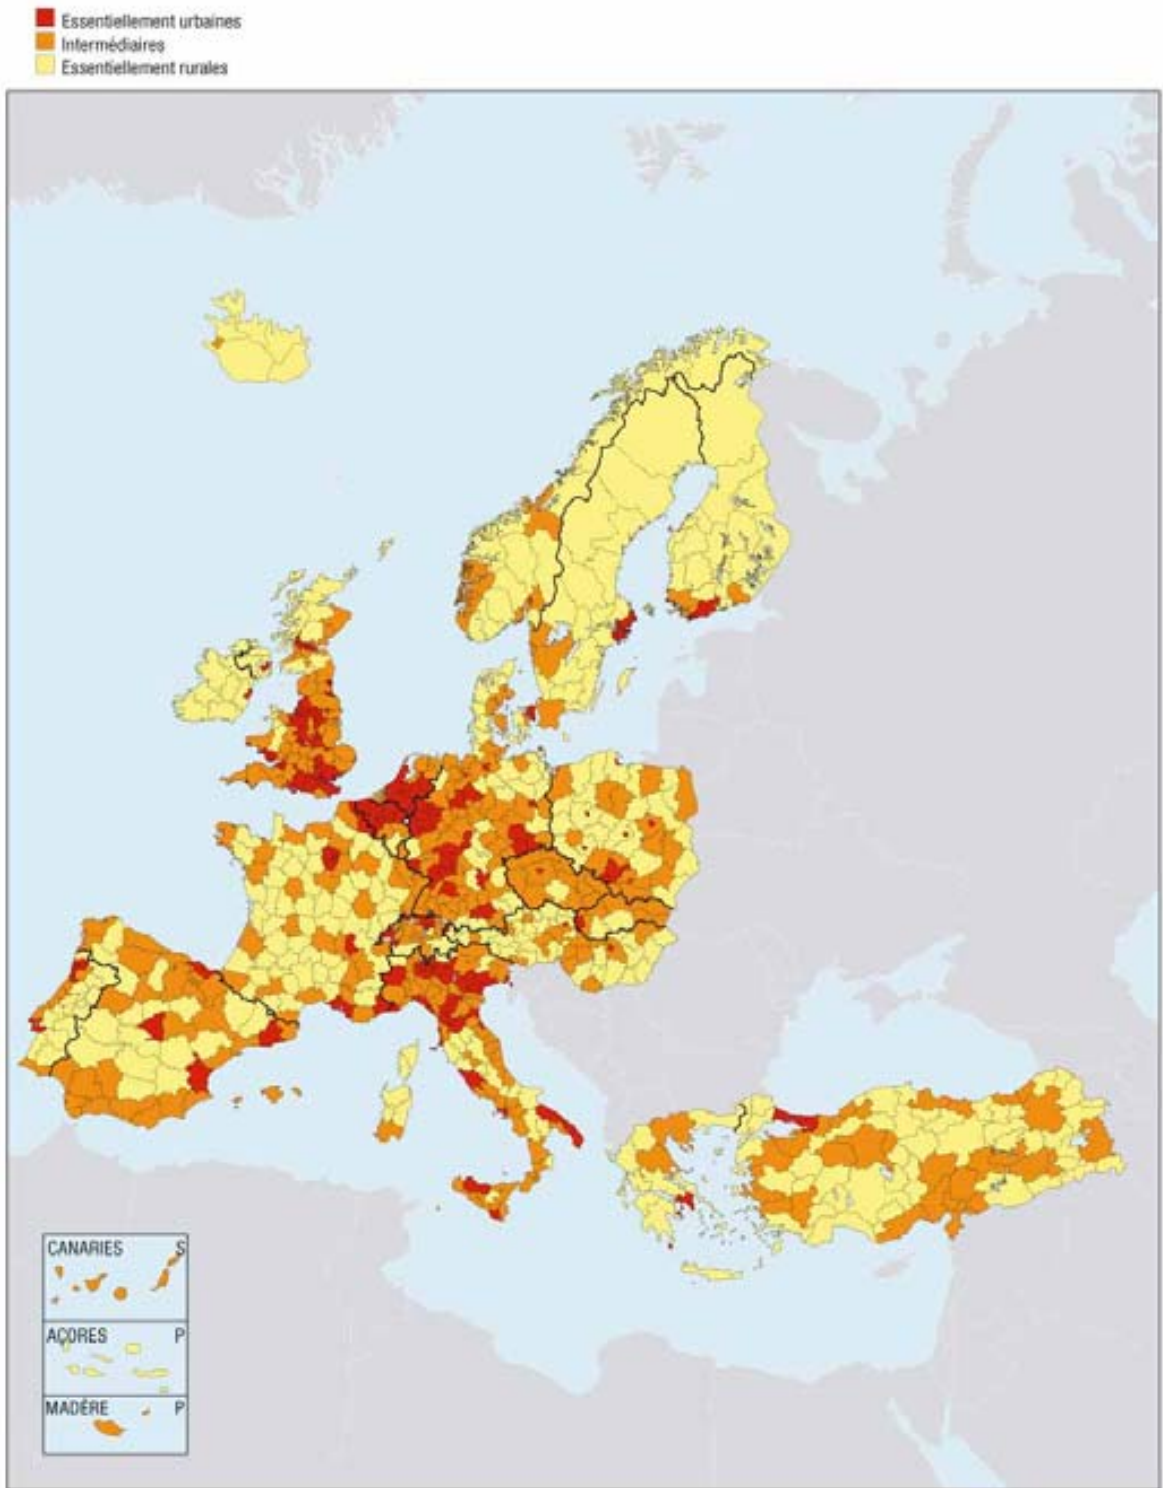 Essentiellement urbaines
Intermédiaires
Essentiellement rurales
CANARIES S
AÇORES P
MADÈRE P